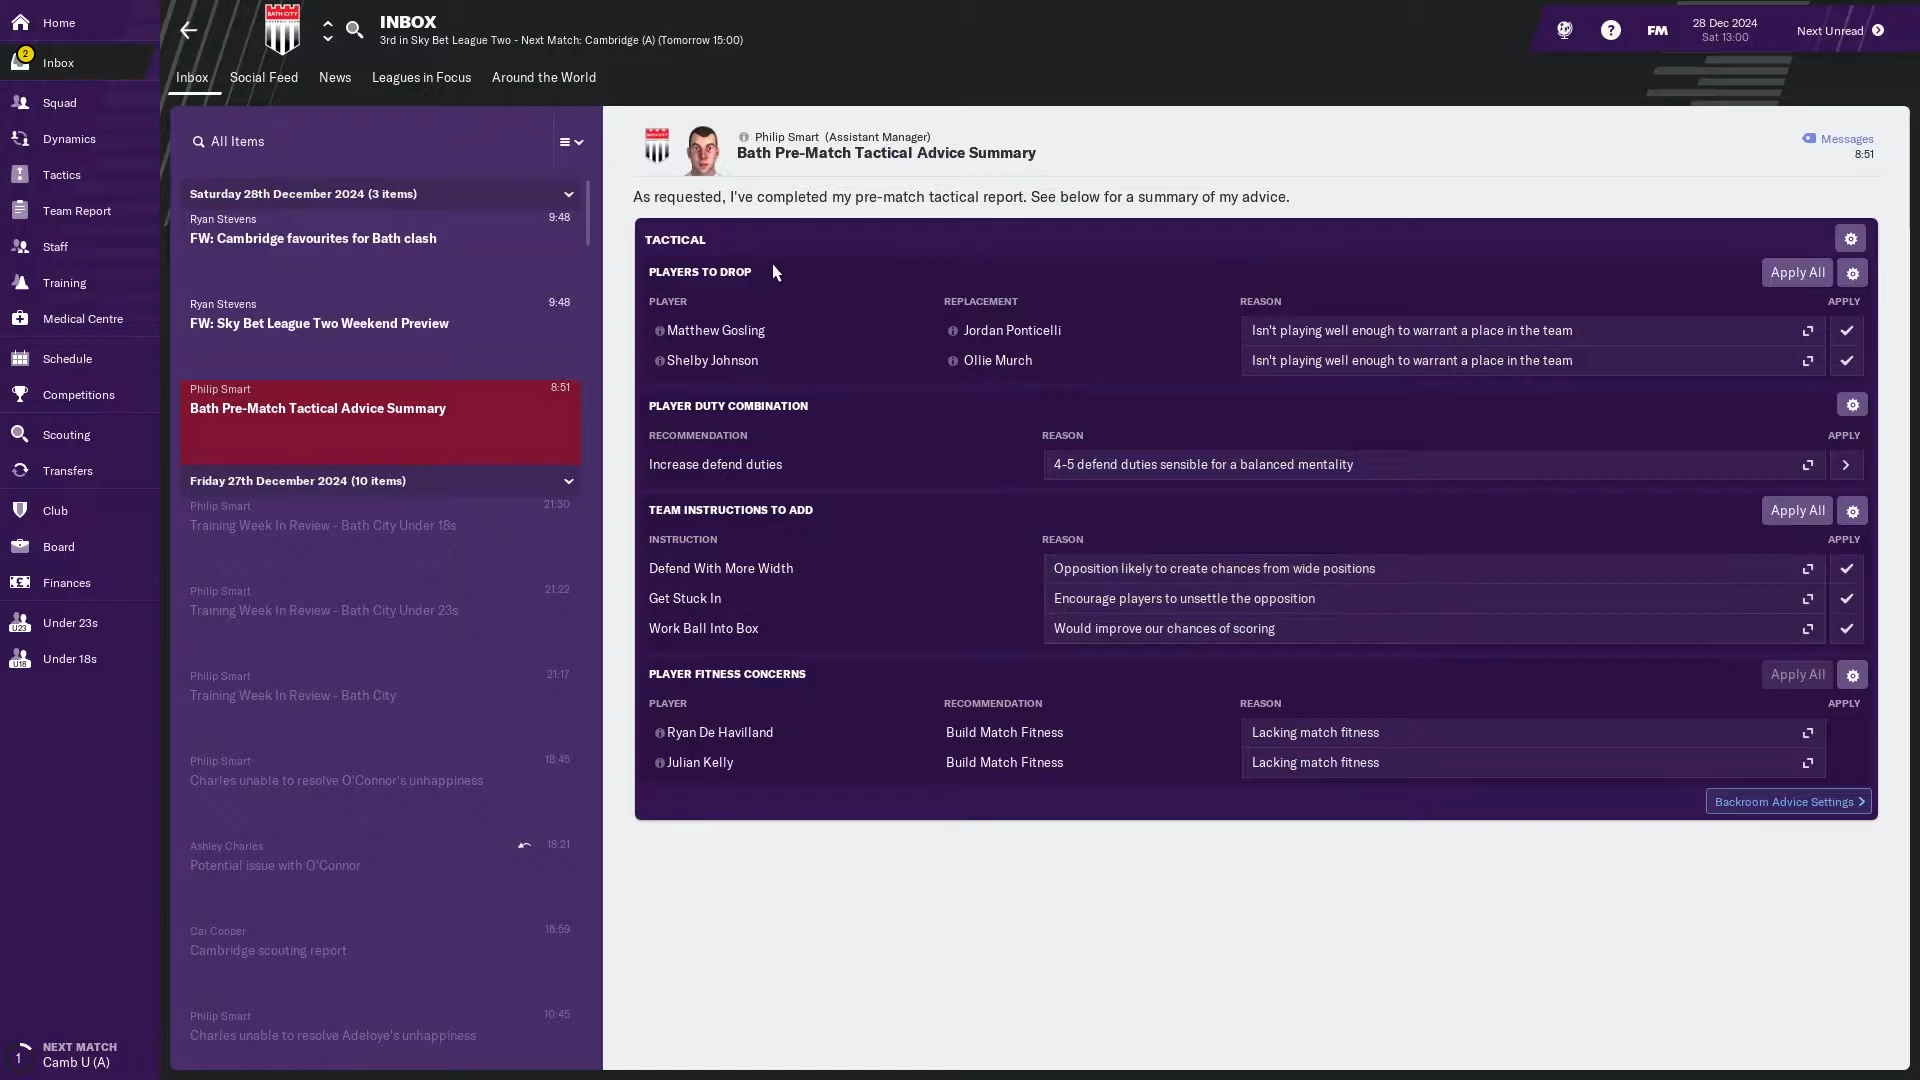 Home
2
Inbox
Squad
Dynamics
Tactics
Team Report
Staff
Training
Medical Centre
Schedule
Competitions
Scouting
Transfers
Club
Board
Finances
U23
Under 23s
U18
Under 18s
1
NEXT MATCH
Camb U (A)
BATH CITY
INBOX
3rd in Sky Bet League Two - Next Match: Cambridge (A) (Tomorrow 15:00)
?
FM
28 Dec 2024
Sat 13:00
Next Unread
Inbox
Social Feed
News
Leagues in Focus
Around the World
All Items
Saturday 28th December 2024 (3 items)
Ryan Stevens 9:48
FW: Cambridge favourites for Bath clash
Ryan Stevens 9:48
FW: Sky Bet League Two Weekend Preview
Philip Smart 8:51
Bath Pre-Match Tactical Advice Summary
Friday 27th December 2024 (10 items)
Philip Smart 21:30
Training Week In Review - Bath City Under 18s
Philip Smart 21:22
Training Week In Review - Bath City Under 23s
Philip Smart 21:17
Training Week In Review - Bath City
Philip Smart 18:45
Charles unable to resolve O'Connor's unhappiness
Ashley Charles 18:21
Potential issue with O'Connor
Cai Cooper 16:59
Cambridge scouting report
Philip Smart 10:45
Charles unable to resolve Adeloye's unhappiness
BATH CITY
Philip Smart (Assistant Manager)
Bath Pre-Match Tactical Advice Summary
Messages
8:51
As requested, I've completed my pre-match tactical report. See below for a summary of my advice.
TACTICAL
PLAYERS TO DROP Apply All
PLAYER REPLACEMENT REASON APPLY
Matthew Gosling Jordan Ponticelli Isn't playing well enough to warrant a place in the team
Shelby Johnson Ollie Murch Isn't playing well enough to warrant a place in the team
PLAYER DUTY COMBINATION
RECOMMENDATION REASON APPLY
Increase defend duties 4-5 defend duties sensible for a balanced mentality
TEAM INSTRUCTIONS TO ADD Apply All
INSTRUCTION REASON APPLY
Defend With More Width Opposition likely to create chances from wide positions
Get Stuck In Encourage players to unsettle the opposition
Work Ball Into Box Would improve our chances of scoring
PLAYER FITNESS CONCERNS Apply All
PLAYER RECOMMENDATION REASON APPLY
Ryan De Havilland Build Match Fitness Lacking match fitness
Julian Kelly Build Match Fitness Lacking match fitness
Backroom Advice Settings